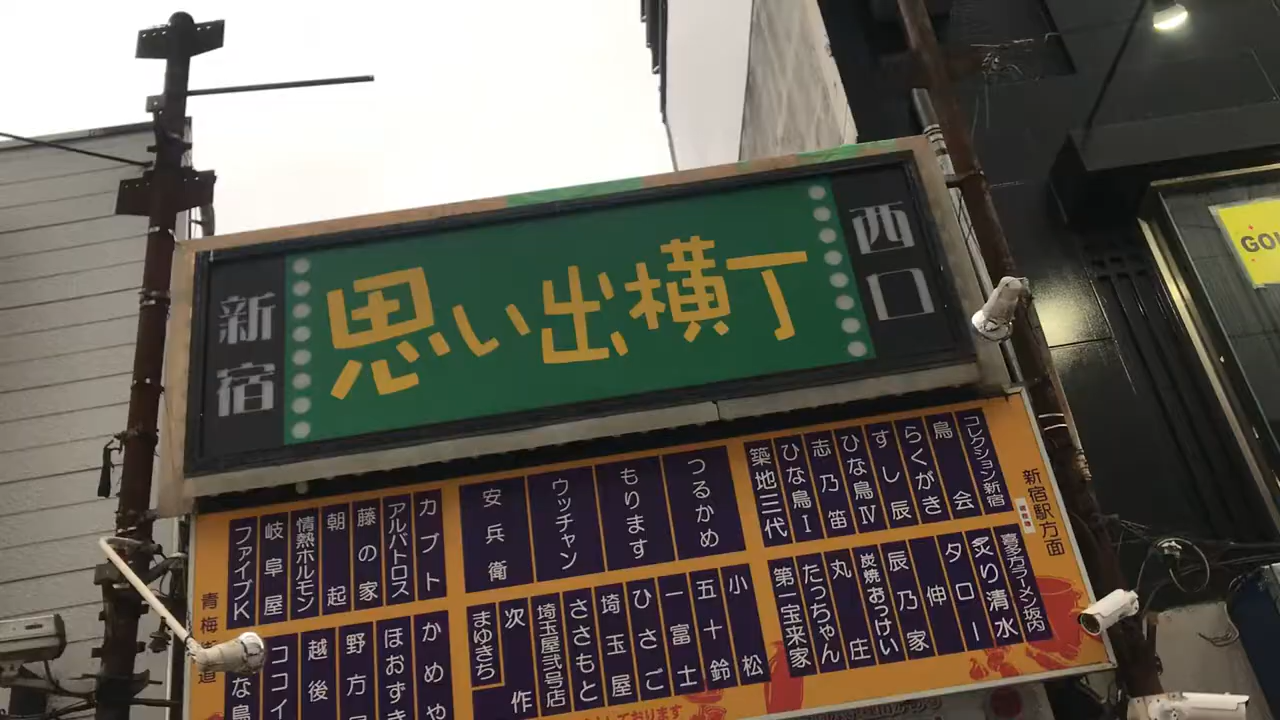 新宿
思い出横丁
西口
新宿駅方面
コレクション新宿
鳥会
らくがき
すし辰
ひな鳥Ⅳ
志乃笛
ひな鳥Ⅰ
築地三代
つるかめ
もります
ウッチャン
安兵衛
カブト
アルバトロス
藤の家
朝起
情熱ホルモン
岐阜屋
ファイブK
喜多方ラーメン坂内
炙り清水
タロー
伸
辰乃家
炭焼おっけい
丸庄
たっちゃん
第一宝来家
小松
五十鈴
一富士
ひさご
埼玉屋
ささもと
埼玉屋弐号店
次作
まゆきち
かめや
ほおずき
野方
越後
ココイ
青梅
道
GOL